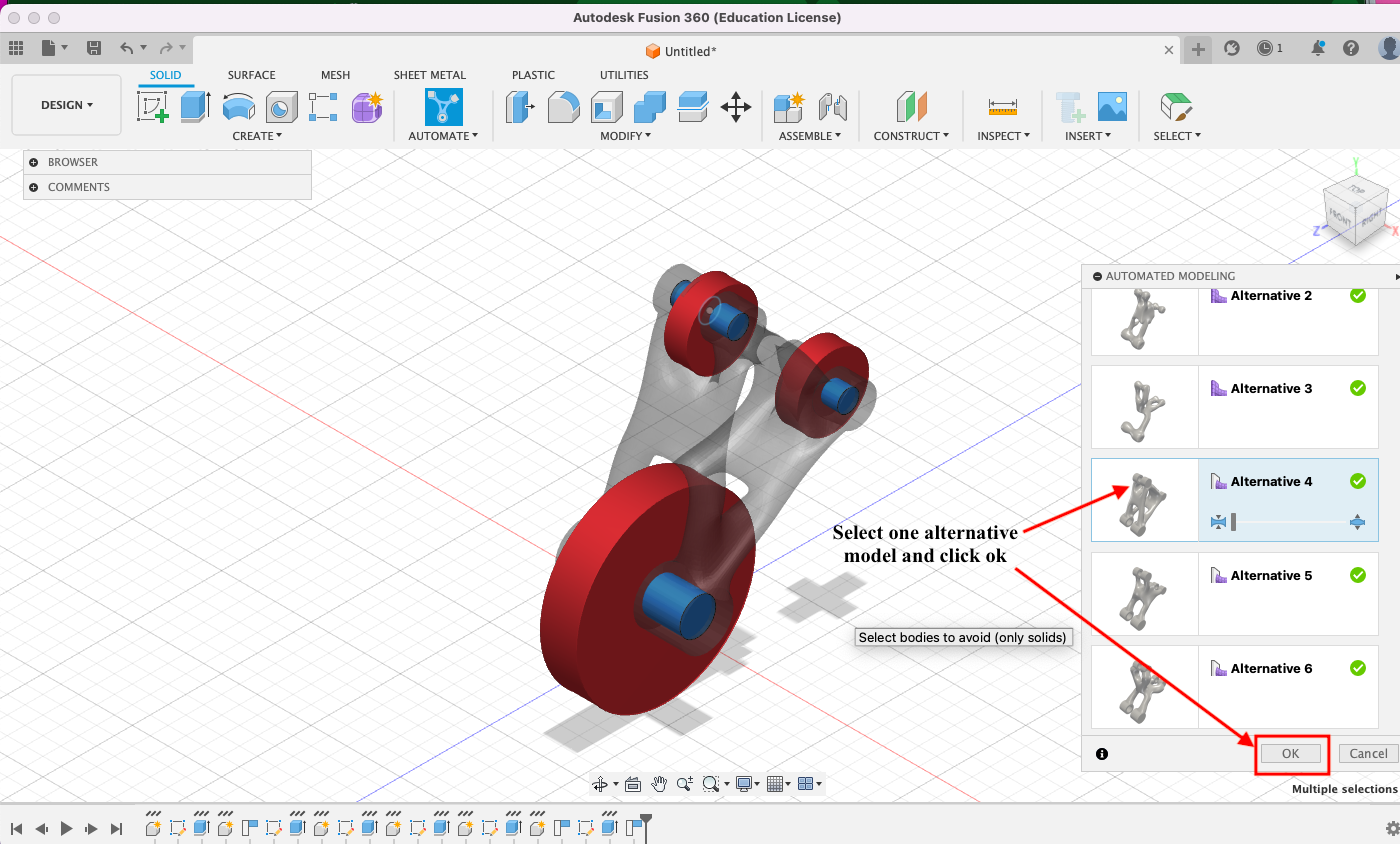 Autodesk Fusion 360 (Education License)
Untitled*
1
DESIGN
SOLID
SURFACE
MESH
SHEET METAL
PLASTIC
UTILITIES
CREATE
AUTOMATE
MODIFY
ASSEMBLE
CONSTRUCT
INSPECT
INSERT
SELECT
BROWSER
COMMENTS
Y
TOP
FRONT
RIGHT
Z
X
AUTOMATED MODELING
Alternative 2
Alternative 3
Alternative 4
Select one alternative
model and click ok
Alternative 5
Select bodies to avoid (only solids)
Alternative 6
OK
Cancel
Multiple selections